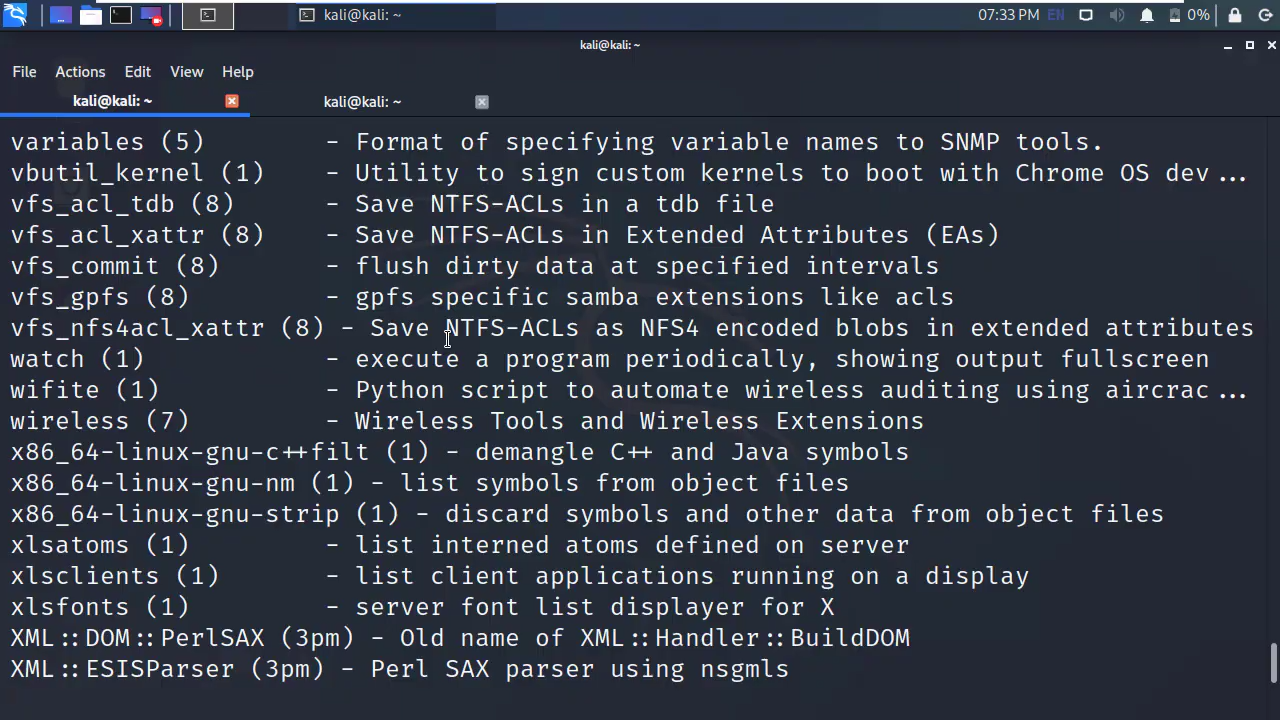 kali@kali: ~
07:33 PM EN 0%
kali@kali: ~
File Actions Edit View Help
kali@kali: ~ kali@kali: ~
variables (5) - Format of specifying variable names to SNMP tools.
vbutil_kernel (1) - Utility to sign custom kernels to boot with Chrome OS dev...
vfs_acl_tdb (8) - Save NTFS-ACLs in a tdb file
vfs_acl_xattr (8) - Save NTFS-ACLs in Extended Attributes (EAs)
vfs_commit (8) - flush dirty data at specified intervals
vfs_gpfs (8) - gpfs specific samba extensions like acls
vfs_nfs4acl_xattr (8) - Save NTFS-ACLs as NFS4 encoded blobs in extended attributes
watch (1) - execute a program periodically, showing output fullscreen
wifite (1) - Python script to automate wireless auditing using aircrac...
wireless (7) - Wireless Tools and Wireless Extensions
x86_64-linux-gnu-c++filt (1) - demangle C++ and Java symbols
x86_64-linux-gnu-nm (1) - list symbols from object files
x86_64-linux-gnu-strip (1) - discard symbols and other data from object files
xlsatoms (1) - list interned atoms defined on server
xlsclients (1) - list client applications running on a display
xlsfonts (1) - server font list displayer for X
XML::DOM::PerlSAX (3pm) - Old name of XML::Handler::BuildDOM
XML::ESISParser (3pm) - Perl SAX parser using nsgmls